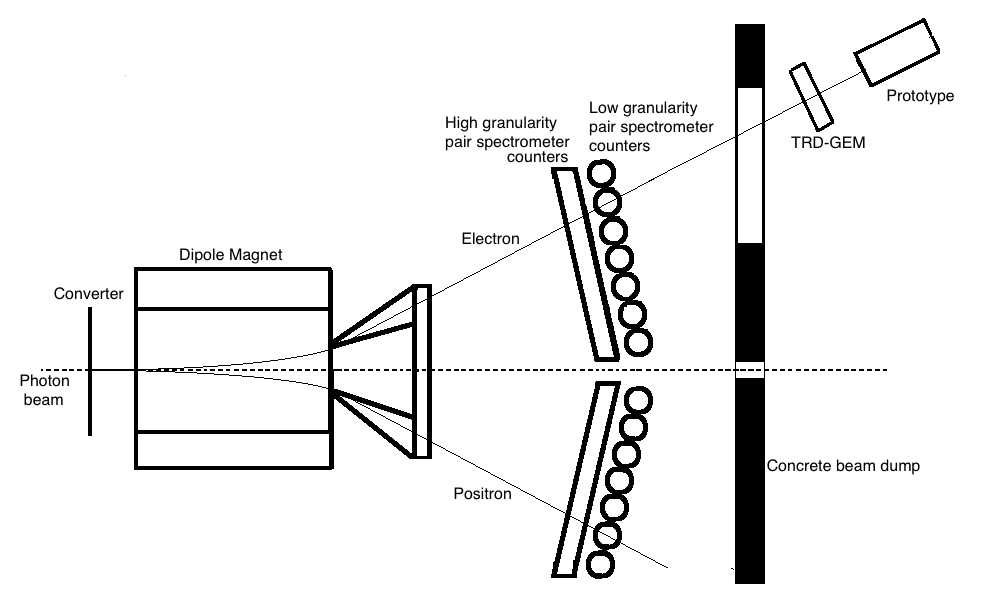 Prototype
Low granularity
pair spectrometer
counters
High granularity
pair spectrometer
counters
TRD-GEM
Electron
Dipole Magnet
Converter
Photon
beam
Concrete beam dump
Positron